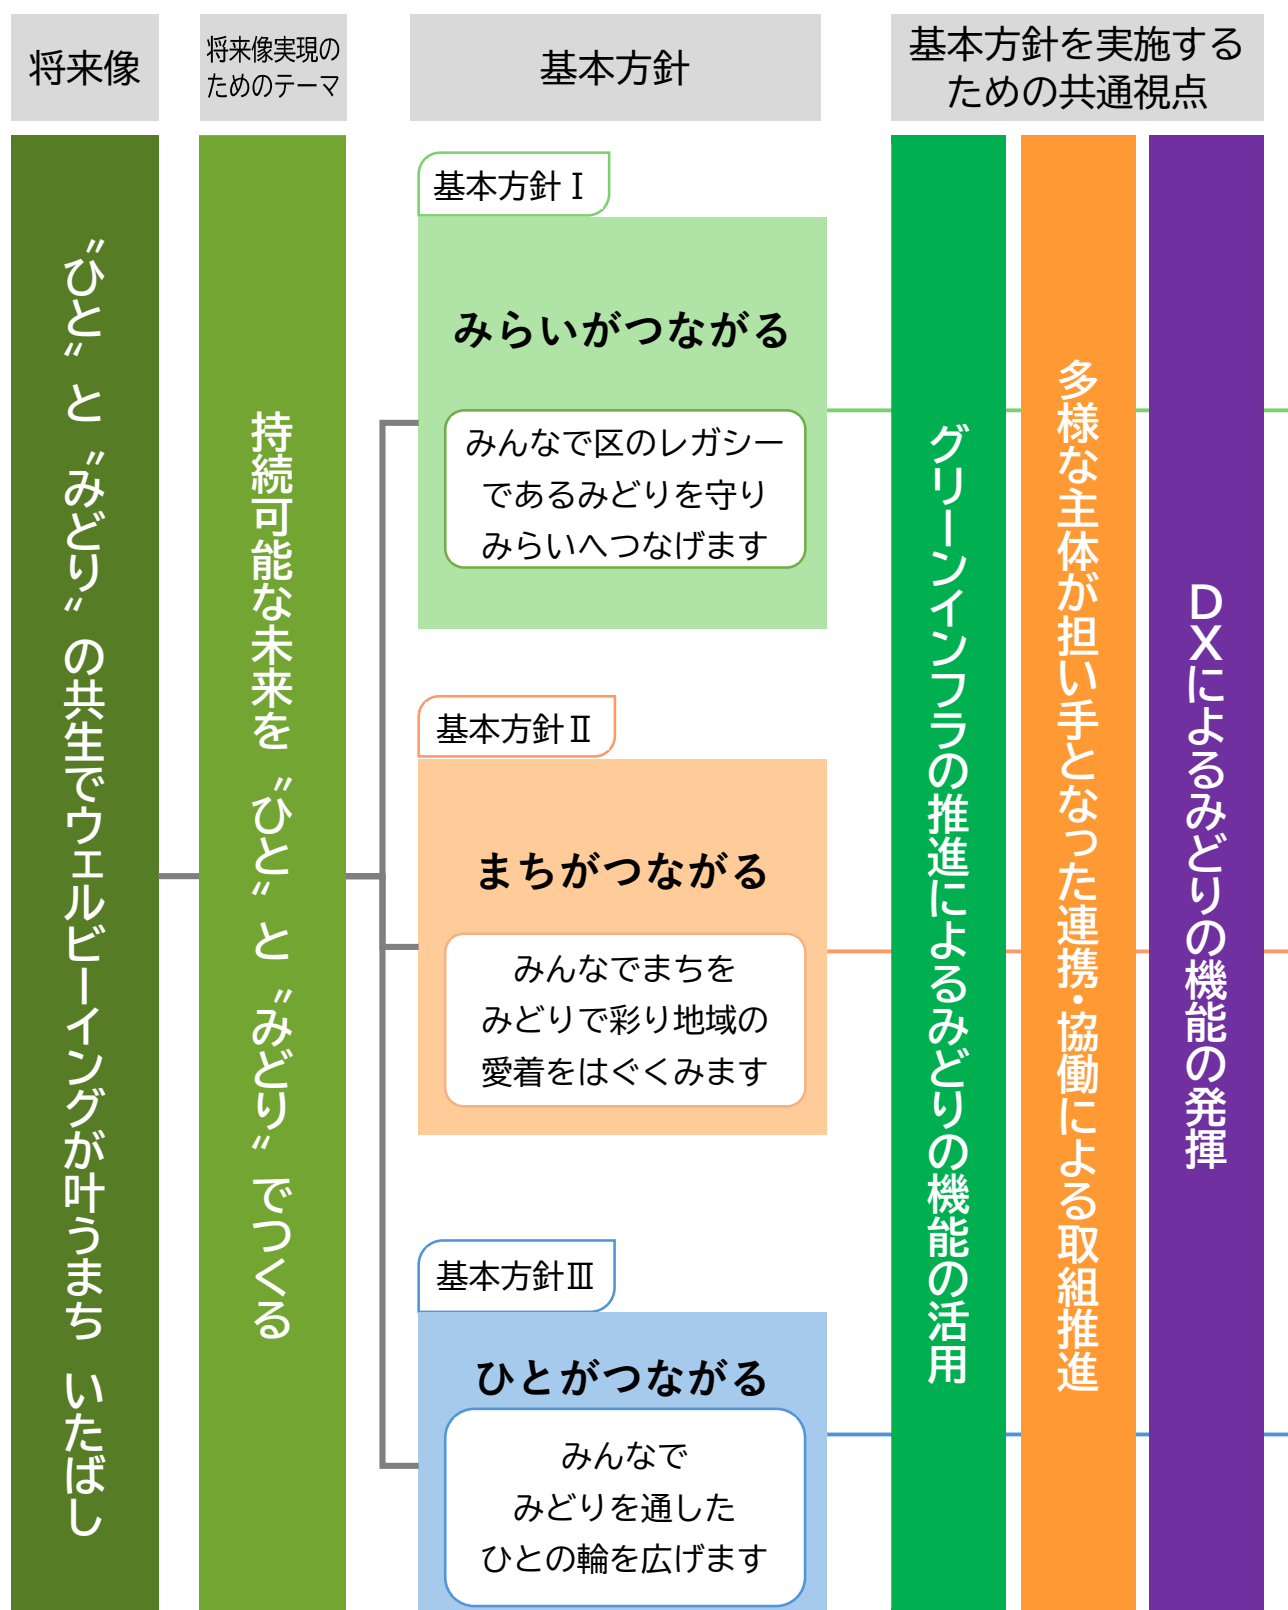 将来像
将来像実現の
ためのテーマ
基本方針
基本方針を実施する
ための共通視点
〝ひと〟と〝みどり〟の共生でウェルビーイングが叶うまち いたばし
持続可能な未来を〝ひと〟と〝みどり〟でつくる
基本方針Ⅰ
みらいがつながる
みんなで区のレガシー
であるみどりを守り
みらいへつなげます
基本方針Ⅱ
まちがつながる
みんなでまちを
みどりで彩り地域の
愛着をはぐくみます
基本方針Ⅲ
ひとがつながる
みんなで
みどりを通した
ひとの輪を広げます
グリーンインフラの推進によるみどりの機能の活用
多様な主体が担い手となった連携・協働による取組推進
ＤＸによるみどりの機能の発揮